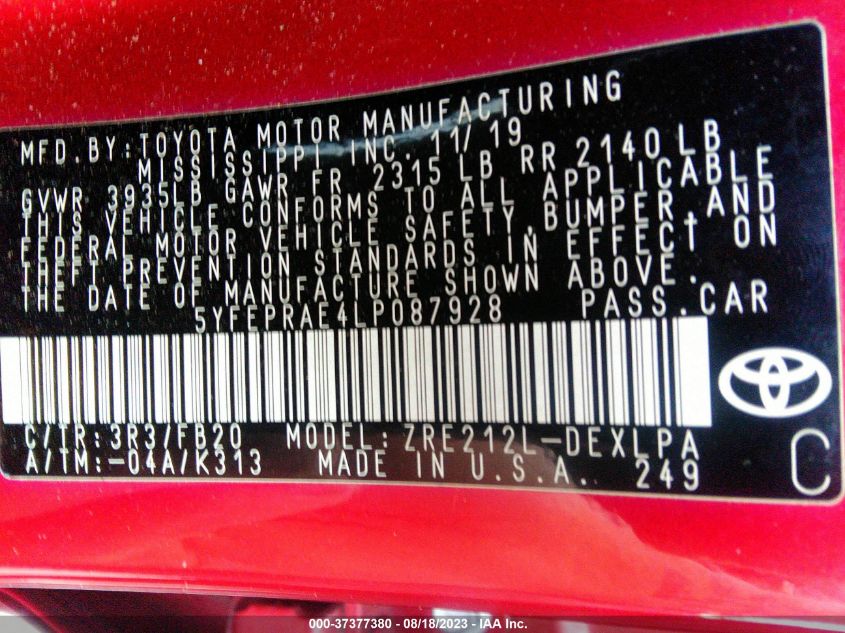 MFD.BY:TOYOTA MOTOR MANUFACTURING
MISSISSIPPI INC. 11/19
GVWR 3935LB GAWR FR 2315 LB RR 2140 LB
THIS VEHICLE CONFORMS TO ALL APPLICABLE
FEDERAL MOTOR VEHICLE SAFETY,BUMPER,AND
THEFT PREVENTION STANDARDS IN EFFECT ON
THE DATE OF MANUFACTURE SHOWN ABOVE.
5YFEPRAE4LP087928 PASS.CAR
C/TR:3R3/FB20 MODEL:ZRE212L-DEXLPA
A/TM:-04A/K313 MADE IN U.S.A. 249
C
000-37377380 - 08/18/2023 - IAA Inc.